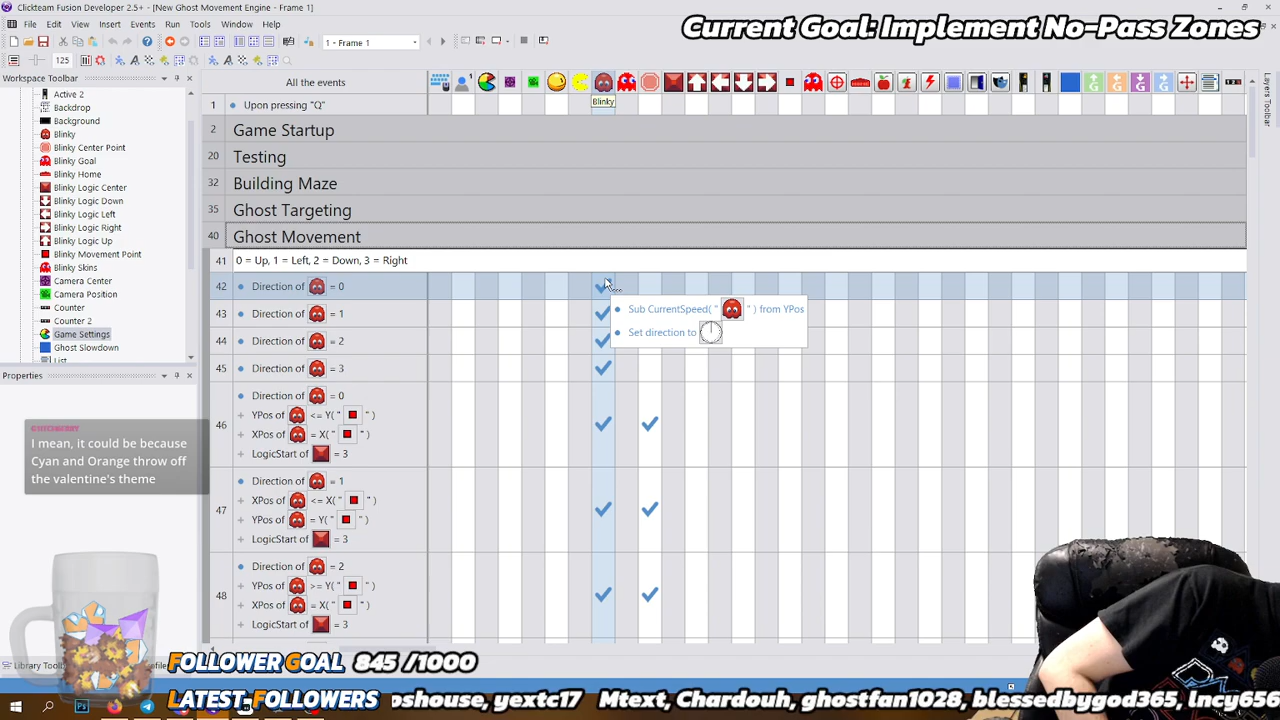 Clickteam Fusion Developer 2.5+ - [New Ghost Movement Engine - Frame 1]
Current Goal: Implement No-Pass Zones
File Edit View Insert Run Tools Window Help
1 - Frame 1
125
Workspace Toolbar
Active 2
Backdrop
Background
Blinky
Blinky Center Point
Blinky Goal
Blinky Home
Blinky Logic Center
Blinky Logic Down
Blinky Logic Left
Blinky Logic Right
Blinky Logic Up
Blinky Movement Point
Blinky Skins
Camera Center
Camera Position
Counter
Counter 2
Game Settings
Ghost Slowdown
List
Properties
All the events
Blinky
Layers Toolbar
1 Upon pressing "Q"
2 Game Startup
20 Testing
32 Building Maze
35 Ghost Targeting
40 Ghost Movement
41 0 = Up, 1 = Left, 2 = Down, 3 = Right
42 Direction of = 0
Sub CurrentSpeed( " " ) from YPos
Set direction to
43 Direction of = 1
44 Direction of = 2
45 Direction of = 3
46
Direction of = 0
+ YPos of <= Y( " " )
+ XPos of = X( " " )
+ LogicStart of = 3
47
Direction of = 1
+ XPos of <= X( " " )
+ YPos of = Y( " " )
+ LogicStart of = 3
48
Direction of = 2
+ YPos of >= Y( " " )
+ XPos of = X( " " )
+ LogicStart of = 3
I mean, it could be because
Cyan and Orange throw off
the valentine's theme
Library Toolb
Follower Goal 845 /1000
Latest Followers oshouse, yextc17 Mtext, Chardouh, ghostfan1028, blessedbygod365, lncy656